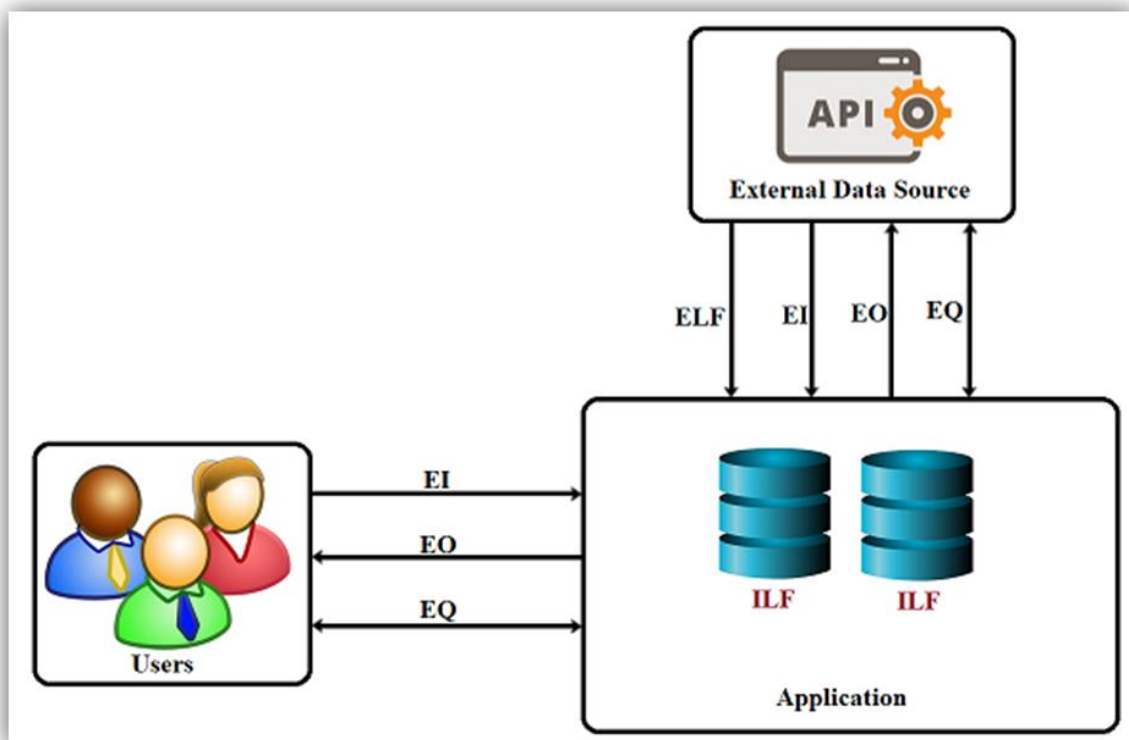 API
External Data Source
ELF
EI
EO
EQ
EI
EO
EQ
Users
ILF
ILF
Application